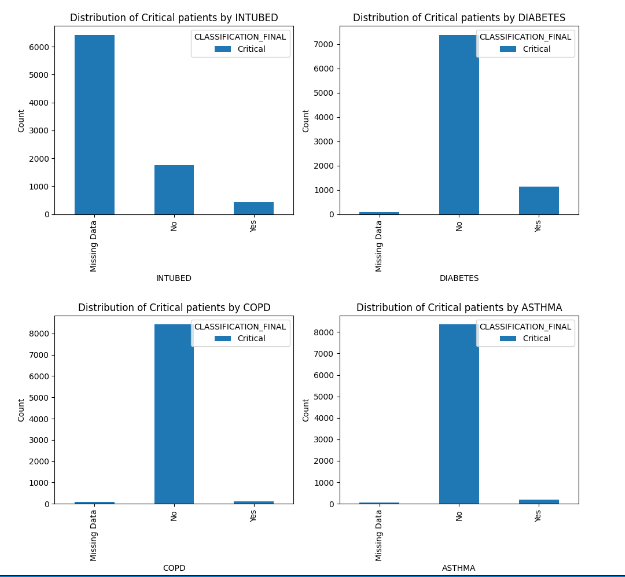 Distribution of Critical patients by INTUBED
CLASSIFICATION_FINAL
Critical
6000
5000
4000
3000
2000
1000
0
Count
Missing Data
No
Yes
INTUBED
Distribution of Critical patients by DIABETES
CLASSIFICATION_FINAL
Critical
7000
6000
5000
4000
3000
2000
1000
0
Count
Missing Data
No
Yes
DIABETES
Distribution of Critical patients by COPD
CLASSIFICATION_FINAL
Critical
8000
7000
6000
5000
4000
3000
2000
1000
0
Count
Missing Data
No
Yes
COPD
Distribution of Critical patients by ASTHMA
CLASSIFICATION_FINAL
Critical
8000
7000
6000
5000
4000
3000
2000
1000
0
Count
Missing Data
No
Yes
ASTHMA